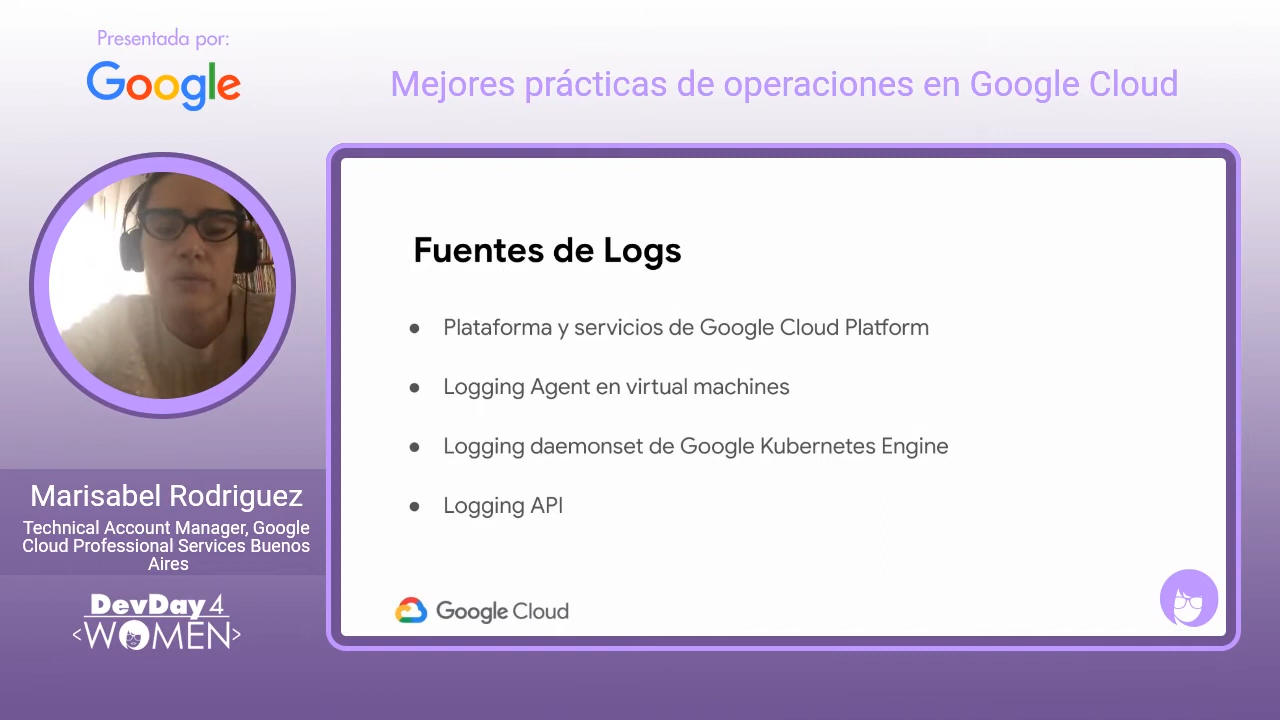 Presentada por:
Google
Mejores prácticas de operaciones en Google Cloud
Fuentes de Logs
● Plataforma y servicios de Google Cloud Platform
● Logging Agent en virtual machines
● Logging daemonset de Google Kubernetes Engine
● Logging API
Google Cloud
Marisabel Rodriguez
Technical Account Manager, Google
Cloud Professional Services Buenos
Aires
DevDay 4
<WOMEN>